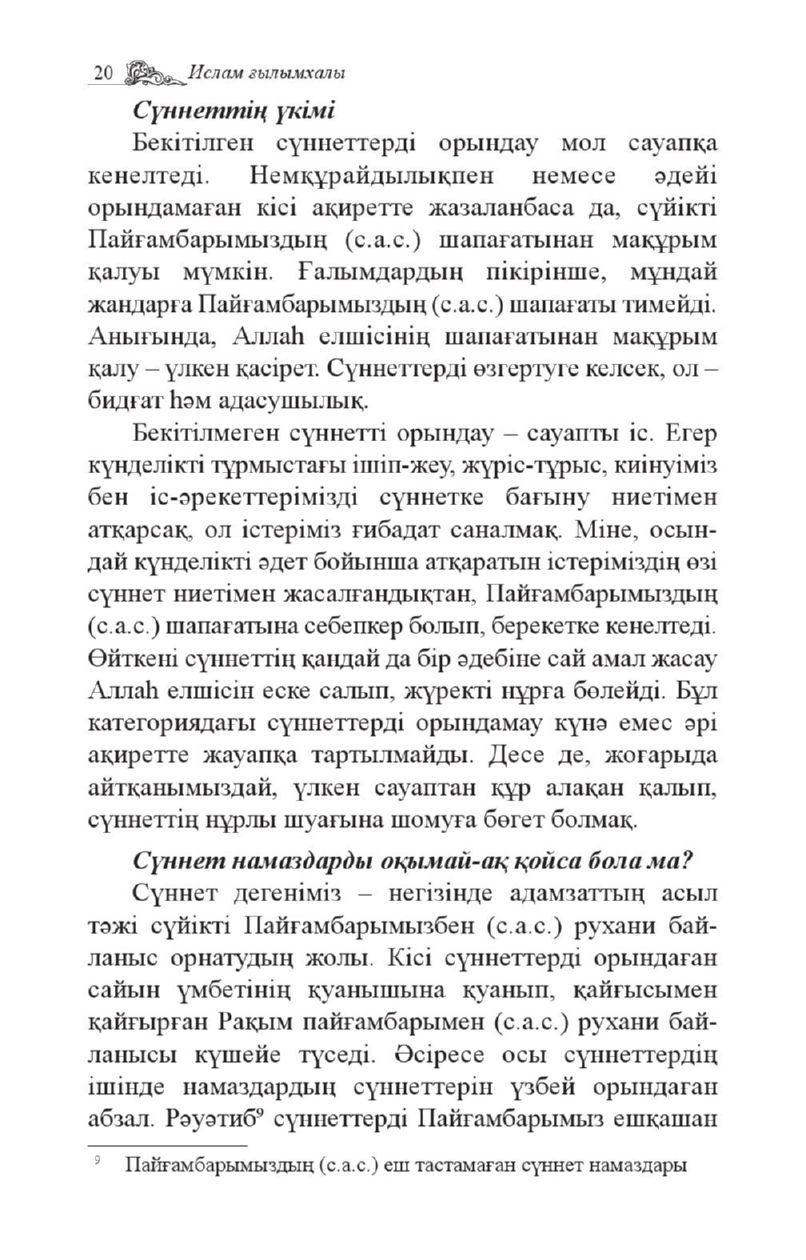 20 Ислам ғылымхалы
Сүннеттің үкімі
Бекітілген сүннеттерді орындау мол сауапқа
кенелтеді. Немқұрайдылықпен немесе әдейі
орындамаған кісі ақиретте жазаланбаса да, сүйікті
Пайғамбарымыздың (с.а.с.) шапағатынан мақұрым
қалуы мүмкін. Ғалымдардың пікірінше, мұндай
жандарға Пайғамбарымыздың (с.а.с.) шапағаты тимейді.
Анығында, Аллаһ елшісінің шапағатынан мақұрым
қалу – үлкен қасірет. Сүннеттерді өзгертуге келсек, ол –
бидғат һәм адасушылық.
Бекітілмеген сүннетті орындау – сауапты іс. Егер
күнделікті тұрмыстағы ішіп-жеу, жүріс-тұрыс, киінуіміз
бен іс-әрекеттерімізді сүннетке бағыну ниетімен
атқарсақ, ол істеріміз ғибадат саналмақ. Міне, осын-
дай күнделікті әдет бойынша атқаратын істеріміздің өзі
сүннет ниетімен жасалғандықтан, Пайғамбарымыздың
(с.а.с.) шапағатына себепкер болып, берекетке кенелтеді.
Өйткені сүннеттің қандай да бір әдебіне сай амал жасау
Аллаһ елшісін еске салып, жүректі нұрға бөлейді. Бұл
категориядағы сүннеттерді орындамау күнә емес әрі
ақиретте жауапқа тартылмайды. Десе де, жоғарыда
айтқанымыздай, үлкен сауаптан құр алақан қалып,
сүннеттің нұрлы шуағына шомуға бөгет болмақ.
Сүннет намаздарды оқымай-ақ қойса бола ма?
Сүннет дегеніміз – негізінде адамзаттың асыл
тәжі сүйікті Пайғамбарымызбен (с.а.с.) рухани бай-
ланыс орнатудың жолы. Кісі сүннеттерді орындаған
сайын үмбетінің қуанышына қуанып, қайғысымен
қайғырған Рақым пайғамбарымен (с.а.с.) рухани бай-
ланысы күшейе түседі. Әсіресе осы сүннеттердің
ішінде намаздардың сүннеттерін үзбей орындаған
абзал. Рәуәтиб⁹ сүннеттерді Пайғамбарымыз ешқашан
⁹ Пайғамбарымыздың (с.а.с.) еш тастамаған сүннет намаздары